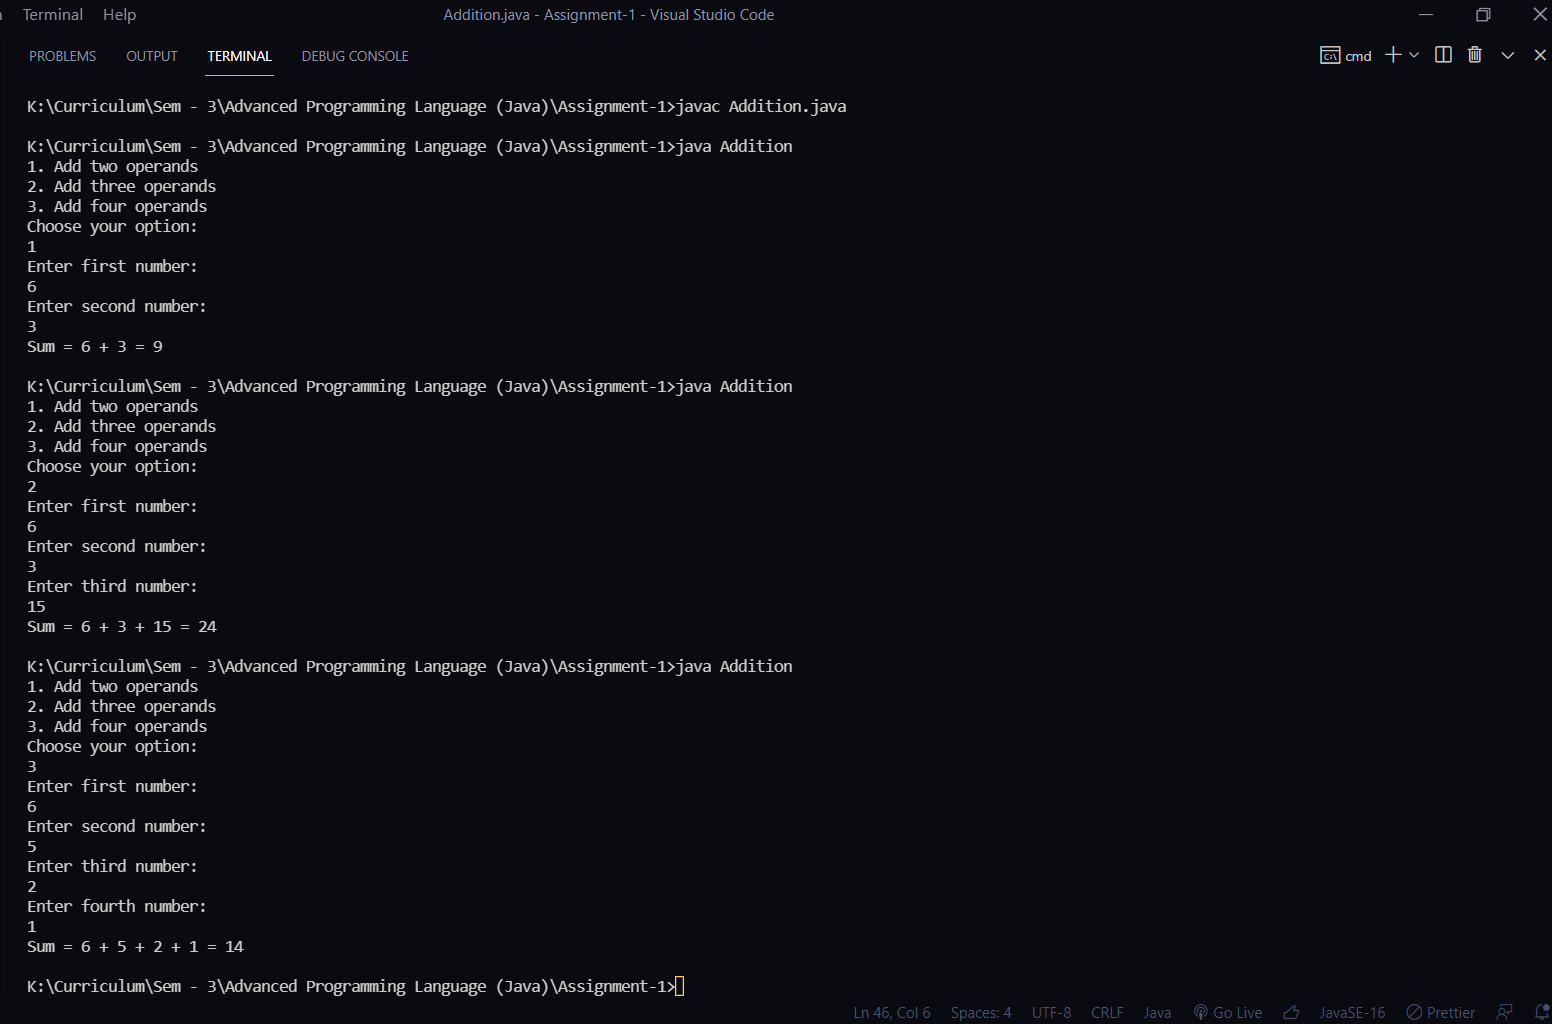 Terminal Help Addition.java - Assignment-1 - Visual Studio Code
PROBLEMS OUTPUT TERMINAL DEBUG CONSOLE cmd
K:\Curriculum\Sem - 3\Advanced Programming Language (Java)\Assignment-1>javac Addition.java
K:\Curriculum\Sem - 3\Advanced Programming Language (Java)\Assignment-1>java Addition
1. Add two operands
2. Add three operands
3. Add four operands
Choose your option:
1
Enter first number:
6
Enter second number:
3
Sum = 6 + 3 = 9
K:\Curriculum\Sem - 3\Advanced Programming Language (Java)\Assignment-1>java Addition
1. Add two operands
2. Add three operands
3. Add four operands
Choose your option:
2
Enter first number:
6
Enter second number:
3
Enter third number:
15
Sum = 6 + 3 + 15 = 24
K:\Curriculum\Sem - 3\Advanced Programming Language (Java)\Assignment-1>java Addition
1. Add two operands
2. Add three operands
3. Add four operands
Choose your option:
3
Enter first number:
6
Enter second number:
5
Enter third number:
2
Enter fourth number:
1
Sum = 6 + 5 + 2 + 1 = 14
K:\Curriculum\Sem - 3\Advanced Programming Language (Java)\Assignment-1>
Ln 46, Col 6 Spaces: 4 UTF-8 CRLF Java Go Live JavaSE-16 Prettier